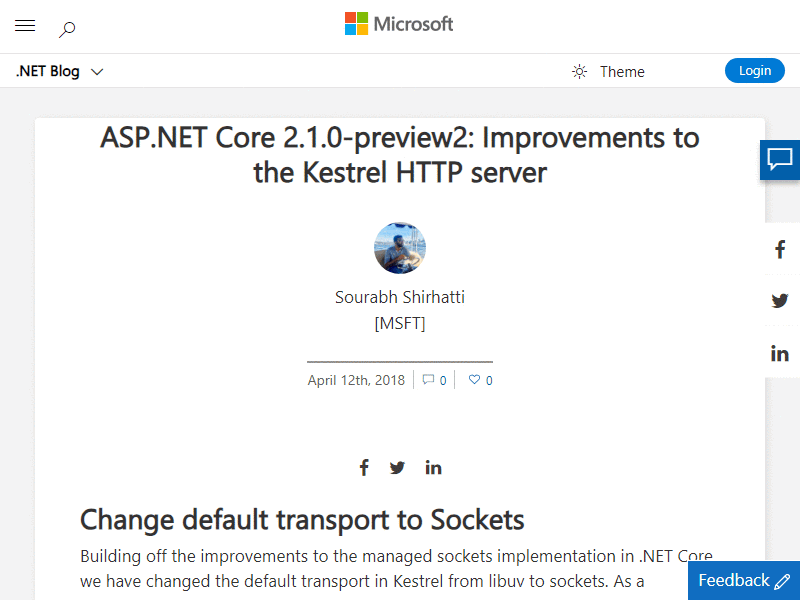 Microsoft
.NET Blog
Theme
Login
ASP.NET Core 2.1.0-preview2: Improvements to
the Kestrel HTTP server
Sourabh Shirhatti
[MSFT]
April 12th, 2018
0
0
Change default transport to Sockets
Building off the improvements to the managed sockets implementation in .NET Core
we have changed the default transport in Kestrel from libuv to sockets. As a
Feedback